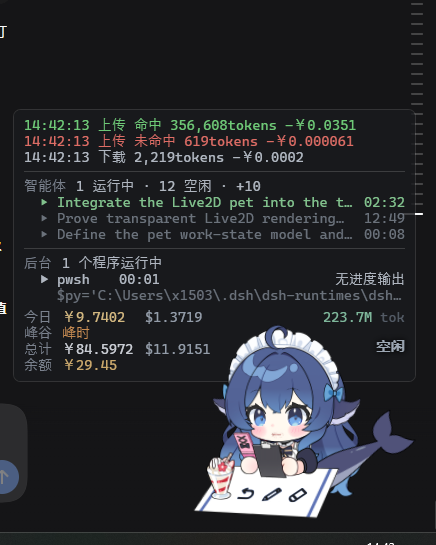 14:42:13 上传 命中 356,608tokens -￥0.0351
14:42:13 上传 未命中 619tokens -￥0.000061
14:42:13 下载 2,219tokens -￥0.0002
智能体 1 运行中 · 12 空闲 · +10
▸ Integrate the Live2D pet into the t… 02:32
▸ Prove transparent Live2D rendering… 12:49
▸ Define the pet work-state model and… 00:08
后台 1 个程序运行中
▸ pwsh 00:01 无进度输出
$py='C:\Users\x1503\.dsh\dsh-runtimes\dsh…
今日 ￥9.7402 $1.3719 223.7M tok
峰谷 峰时
总计 ￥84.5972 $11.9151 空闲
余额 ￥29.45